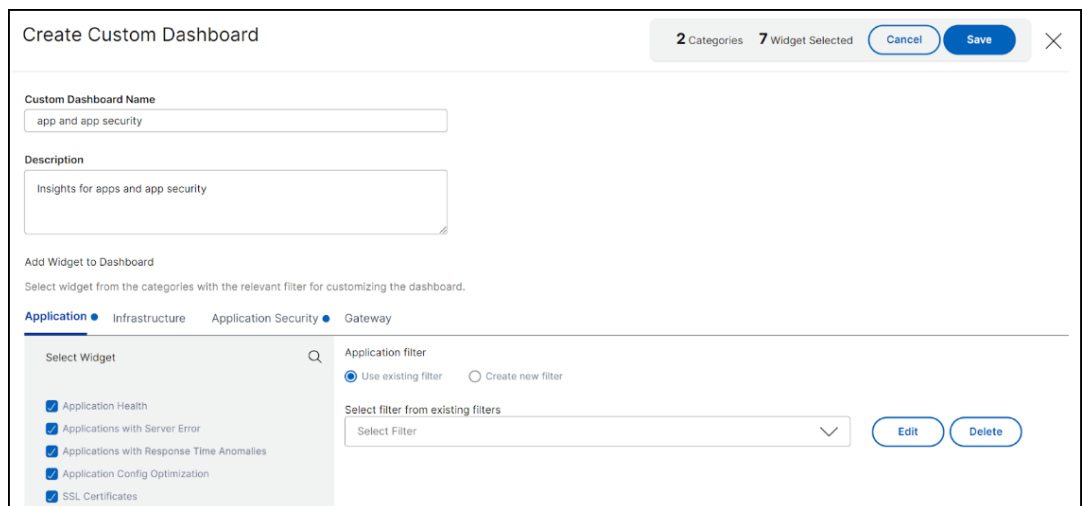 Create Custom Dashboard
2 Categories 7 Widget Selected Cancel Save
Custom Dashboard Name
app and app security
Description
Insights for apps and app security
Add Widget to Dashboard
Select widget from the categories with the relevant filter for customizing the dashboard.
Application Infrastructure Application Security Gateway
Select Widget
Application Health
Applications with Server Error
Applications with Response Time Anomalies
Application Config Optimization
SSL Certificates
Application filter
Use existing filter Create new filter
Select filter from existing filters
Select Filter Edit Delete